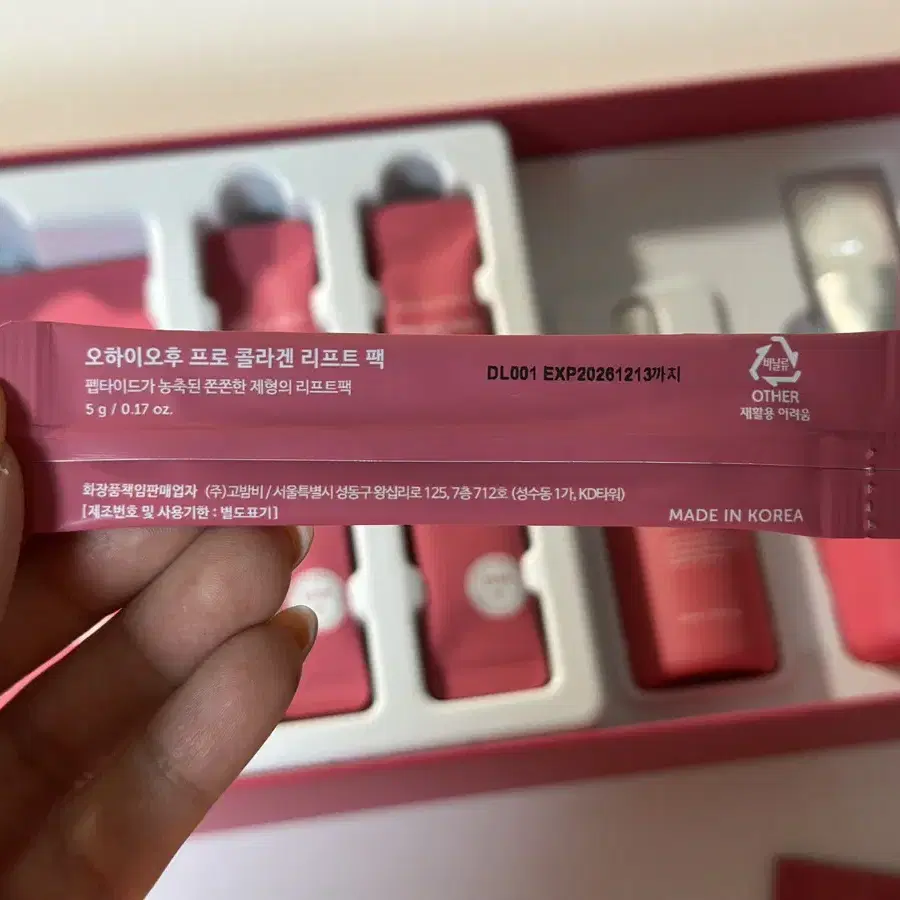 오하이오후 프로 콜라겐 리프트 팩
펩타이드가 농축된 쫀쫀한 제형의 리프트팩
5 g / 0.17 oz.
DL001 EXP20261213까지
비닐류
OTHER
재활용 어려움
화장품책임판매업자 (주)고밤비 / 서울특별시 성동구 왕십리로 125, 7층 712호 (성수동 1가, KD타워)
[제조번호 및 사용기한 : 별도표기]
MADE IN KOREA